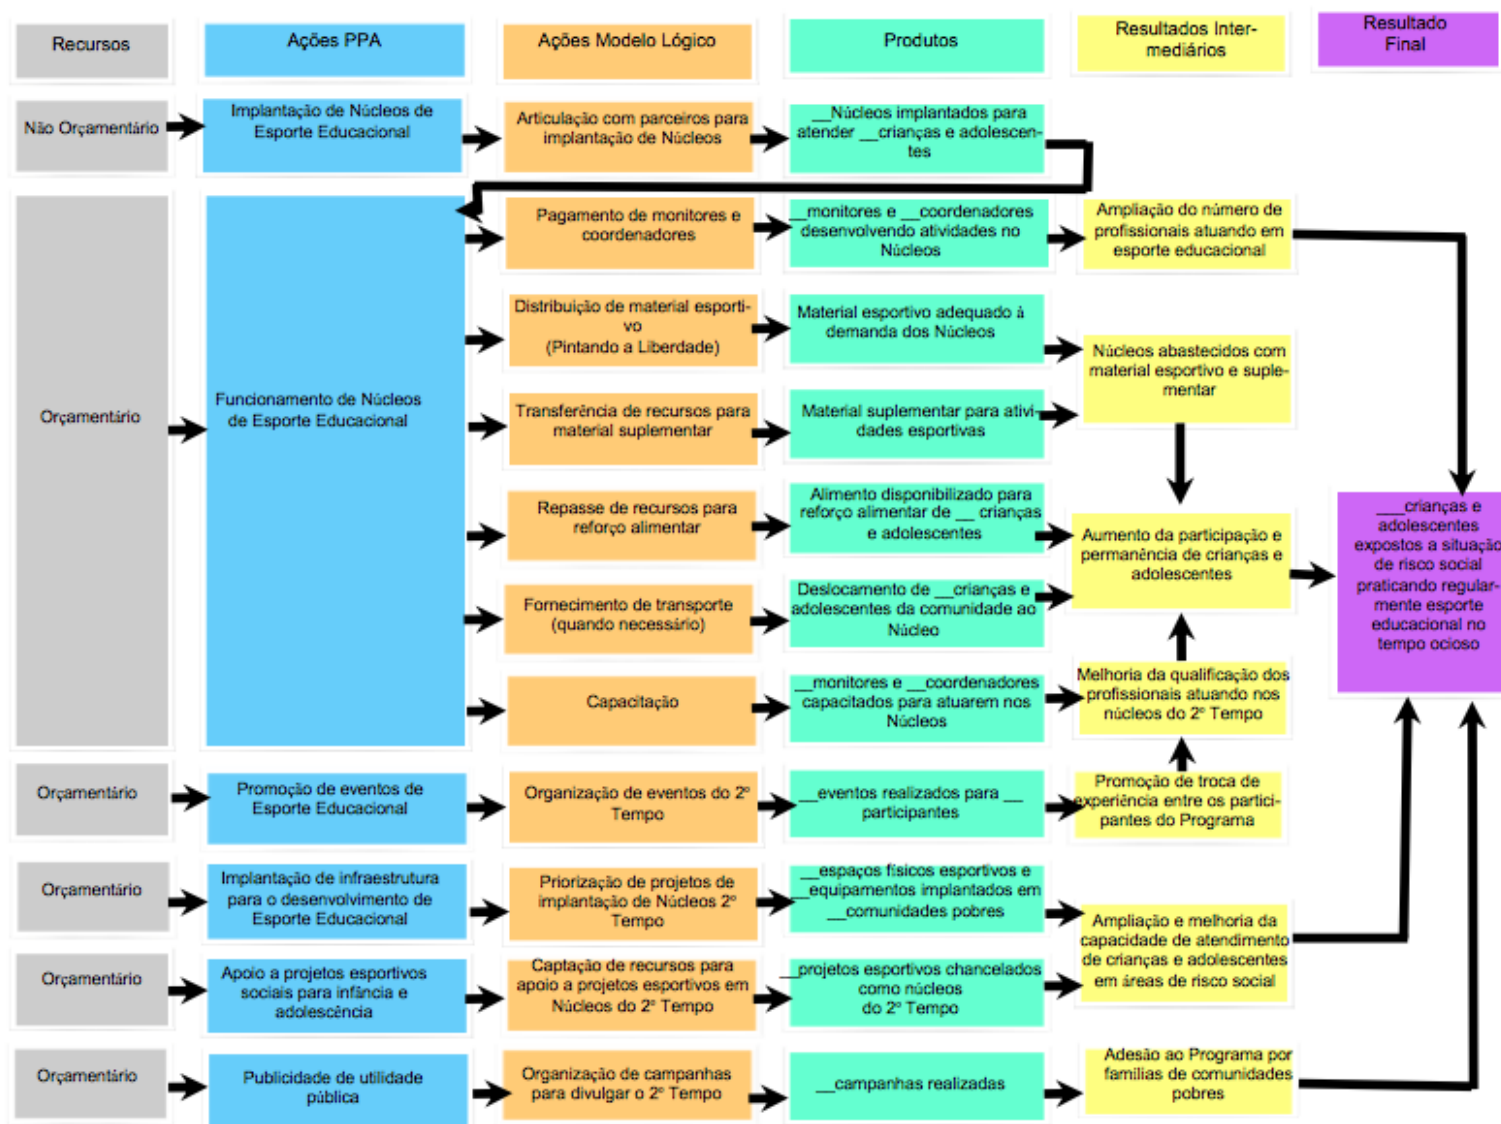 Recursos
Ações PPA
Ações Modelo Lógico
Produtos
Resultados Inter-
mediários
Resultado
Final
Não Orçamentário
Implantação de Núcleos de
Esporte Educacional
Articulação com parceiros para
implantação de Núcleos
__Núcleos implantados para
atender __crianças e adolescen-
tes
Orçamentário
Funcionamento de Núcleos
de Esporte Educacional
Pagamento de monitores e
coordenadores
__monitores e __coordenadores
desenvolvendo atividades no
Núcleos
Ampliação do número de
profissionais atuando em
esporte educacional
Distribuição de material esporti-
vo
(Pintando a Liberdade)
Material esportivo adequado à
demanda dos Núcleos
Núcleos abastecidos com
material esportivo e suple-
mentar
Transferência de recursos para
material suplementar
Material suplementar para ativi-
dades esportivas
Repasse de recursos para
reforço alimentar
Alimento disponibilizado para
reforço alimentar de __ crianças
e adolescentes
Aumento da participação e
permanência de crianças e
adolescentes
Fornecimento de transporte
(quando necessário)
Deslocamento de __crianças e
adolescentes da comunidade ao
Núcleo
Capacitação
__monitores e __coordenadores
capacitados para atuarem nos
Núcleos
Melhoria da qualificação dos
profissionais atuando nos
núcleos do 2º Tempo
___crianças e
adolescentes
expostos a situação
de risco social
praticando regular-
mente esporte
educacional no
tempo ocioso
Orçamentário
Promoção de eventos de
Esporte Educacional
Organização de eventos do 2º
Tempo
__eventos realizados para __
participantes
Promoção de troca de
experiência entre os partici-
pantes do Programa
Orçamentário
Implantação de infraestrutura
para o desenvolvimento de
Esporte Educacional
Priorização de projetos de
implantação de Núcleos 2º
Tempo
__espaços físicos esportivos e
__equipamentos implantados em
__comunidades pobres
Ampliação e melhoria da
capacidade de atendimento
de crianças e adolescentes
em áreas de risco social
Orçamentário
Apoio a projetos esportivos
sociais para infância e
adolescência
Captação de recursos para
apoio a projetos esportivos em
Núcleos do 2º Tempo
__projetos esportivos chancelados
como núcleos
do 2º Tempo
Orçamentário
Publicidade de utilidade
pública
Organização de campanhas
para divulgar o 2º Tempo
__campanhas realizadas
Adesão ao Programa por
famílias de comunidades
pobres